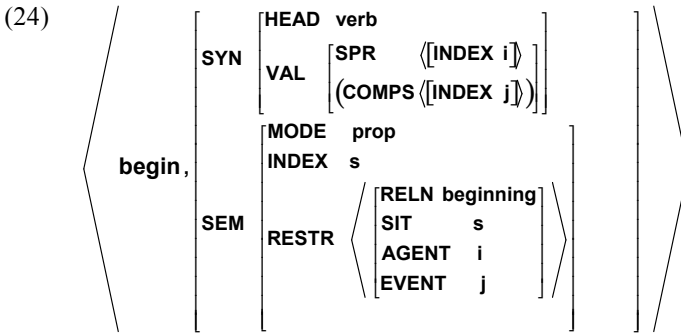 (24)
HEAD verb
SYN
VAL
SPR ⟨[INDEX i]⟩
(COMPS ⟨[INDEX j]⟩)
begin,
MODE prop
INDEX s
SEM
RESTR
RELN beginning
SIT s
AGENT i
EVENT j